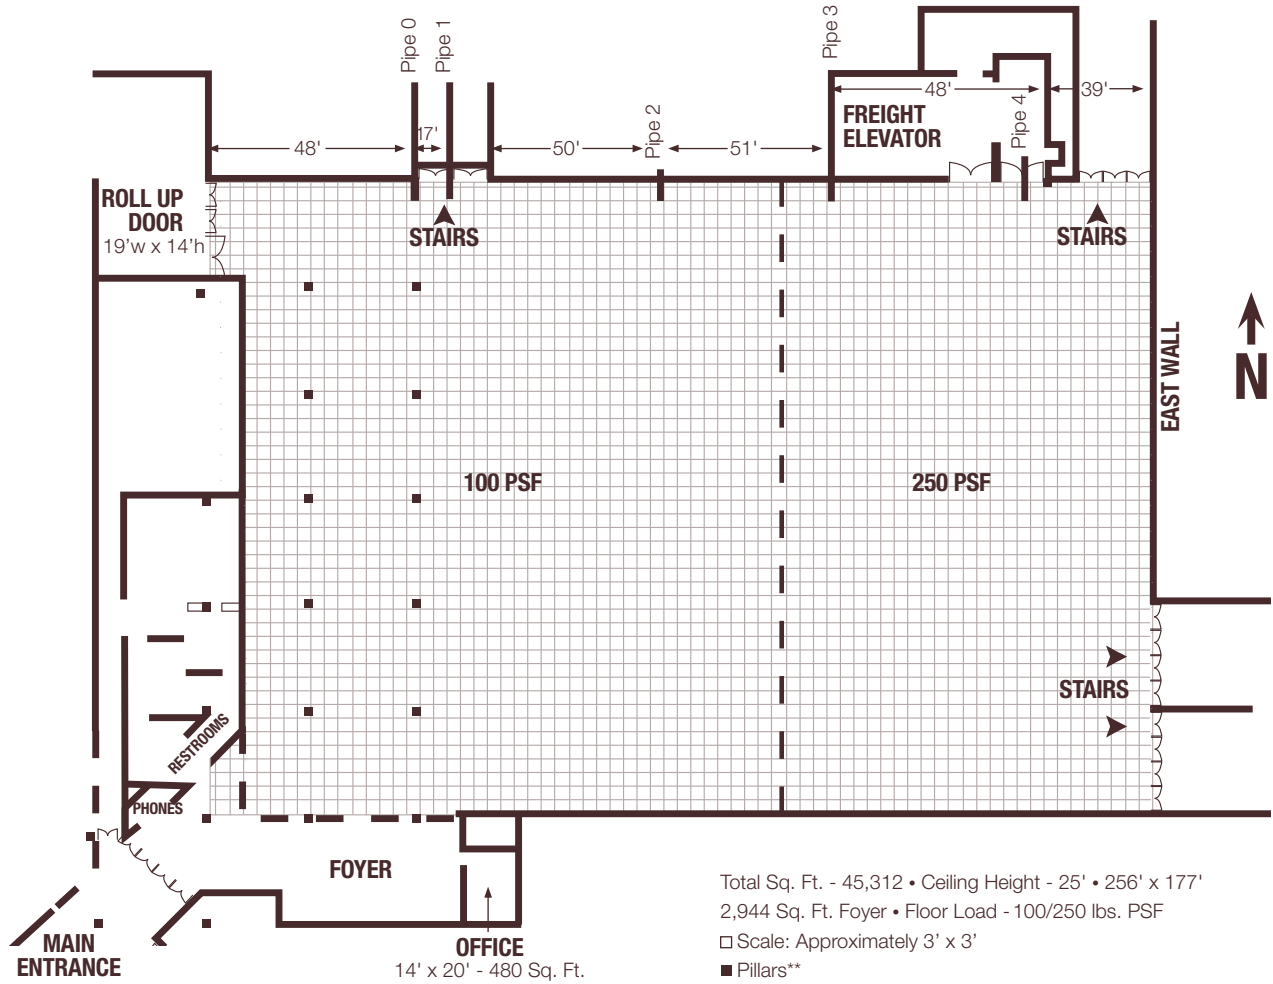 Pipe 0
Pipe 1
Pipe 3
48'
39'
FREIGHT
ELEVATOR
Pipe 4
Pipe 2
48'
17'
50'
51'
ROLL UP
DOOR
19’w x 14’h
STAIRS
STAIRS
EAST WALL
N
100 PSF
250 PSF
STAIRS
RESTROOMS
PHONES
FOYER
MAIN
ENTRANCE
OFFICE
14' x 20' - 480 Sq. Ft.
Total Sq. Ft. - 45,312 • Ceiling Height - 25' • 256' x 177'
2,944 Sq. Ft. Foyer • Floor Load - 100/250 lbs. PSF
Scale: Approximately 3’ x 3’
Pillars**